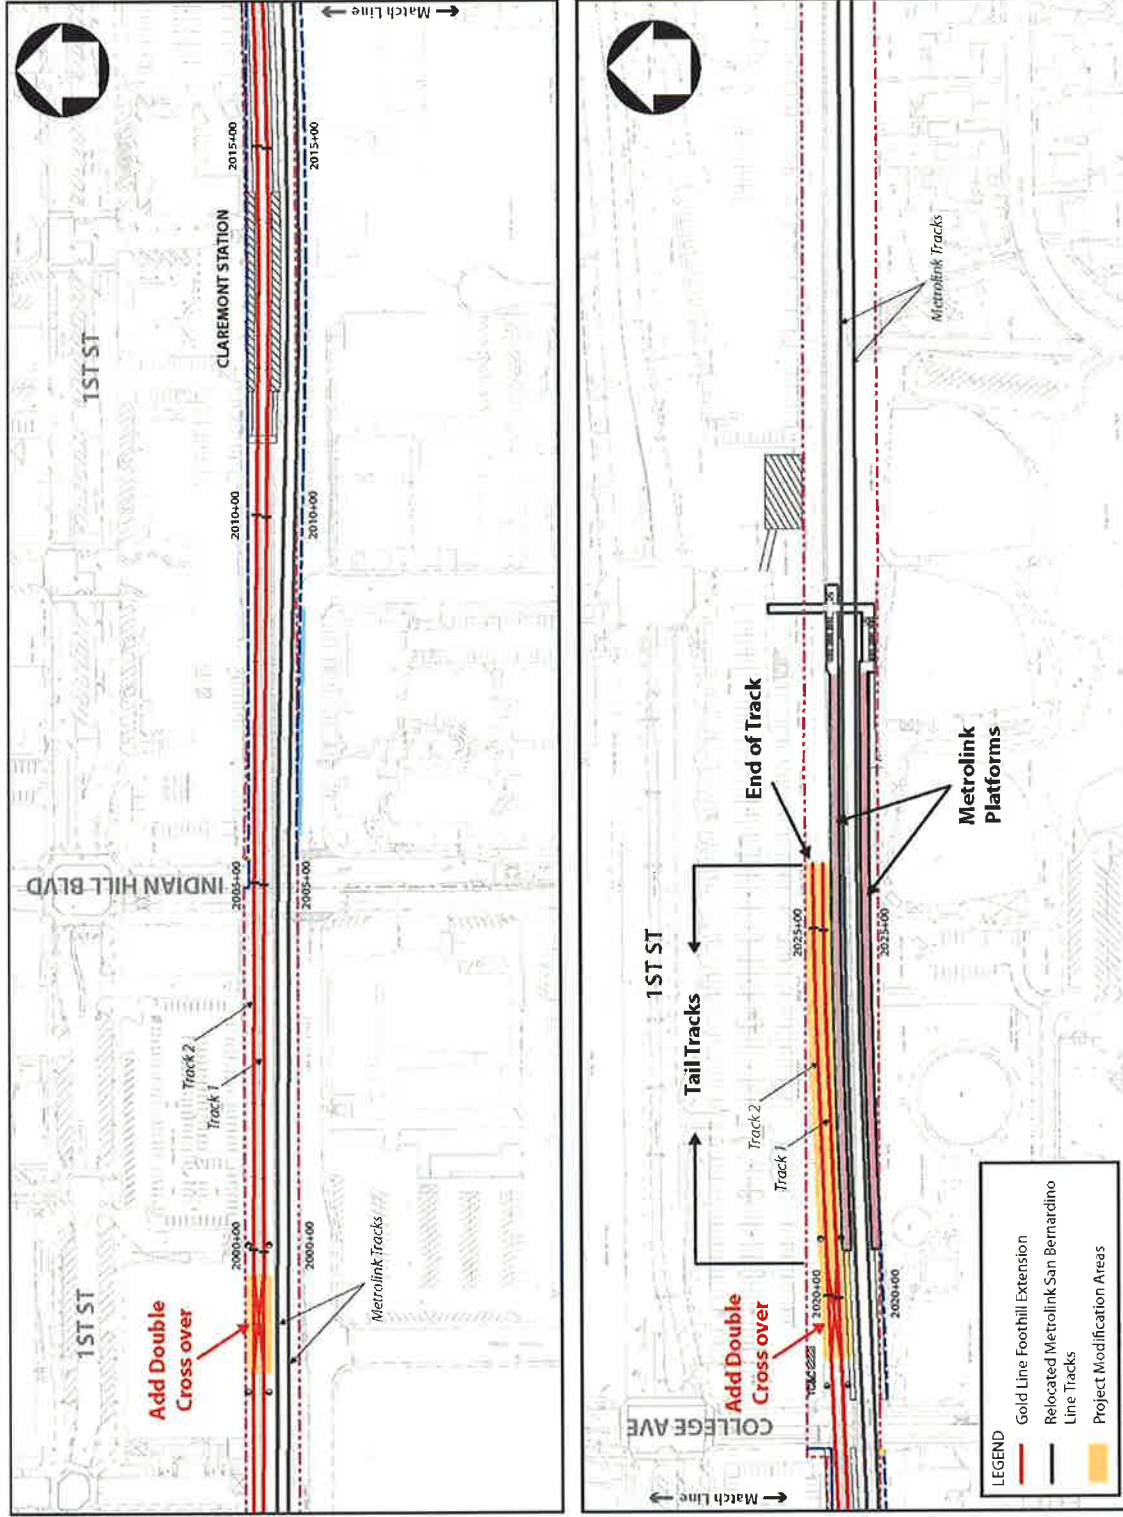 Match Line
2015+00
2015+00
CLAREMONT STATION
1ST ST
2010+00
2010+00
INDIAN HILL BLVD
2005+00
2005+00
Track 2
Track 1
2000+00
2000+00
Metrolink Tracks
1ST ST
Add Double
Cross over
Metrolink Tracks
End of Track
Metrolink
Platforms
1ST ST
Tail Tracks
2025+00
2025+00
Track 2
Track 1
2020+00
2020+00
Add Double
Cross over
COLLEGE AVE
Match Line
LEGEND
Gold Line Foothill Extension
Relocated Metrolink San Bernardino
Line Tracks
Project Modification Areas